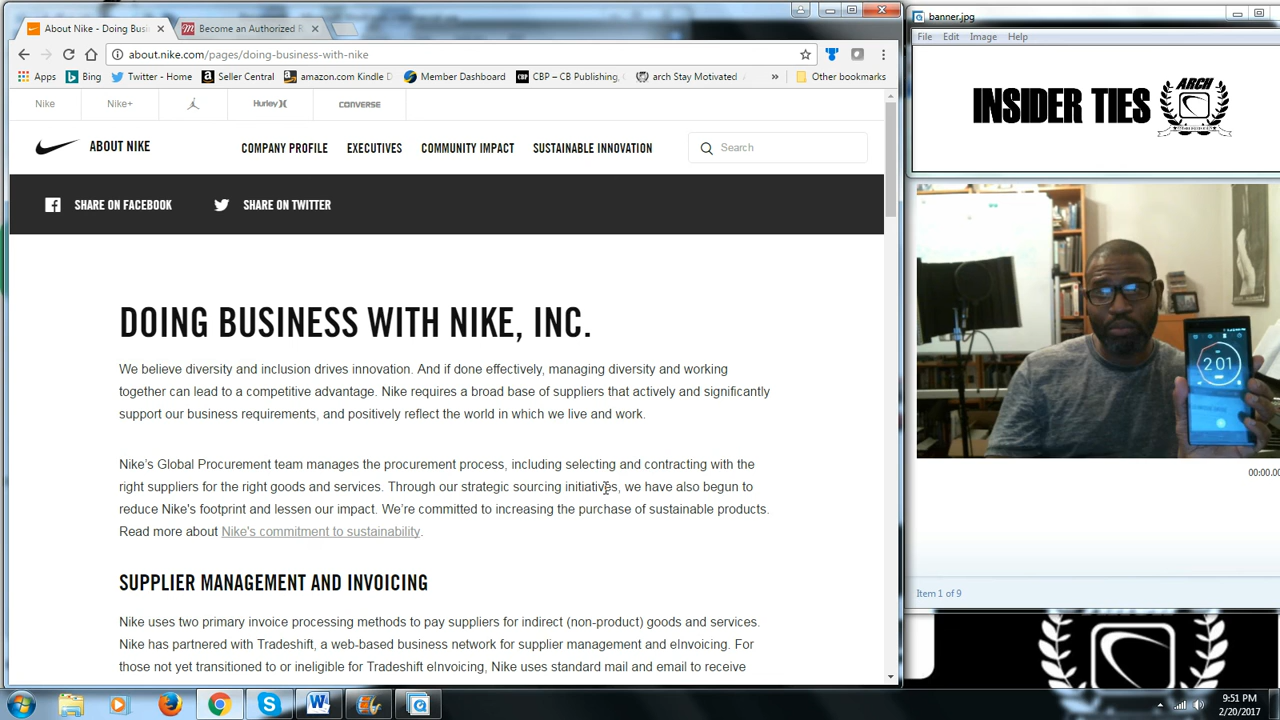 About Nike - Doing Busi
Become an Authorized R
about.nike.com/pages/doing-business-with-nike
Apps Bing Twitter - Home Seller Central amazon.com Kindle D Member Dashboard CBP – CB Publishing, arch Stay Motivated » Other bookmarks
Nike Nike+ Hurley CONVERSE
ABOUT NIKE COMPANY PROFILE EXECUTIVES COMMUNITY IMPACT SUSTAINABLE INNOVATION Search
SHARE ON FACEBOOK SHARE ON TWITTER
DOING BUSINESS WITH NIKE, INC.
We believe diversity and inclusion drives innovation. And if done effectively, managing diversity and working
together can lead to a competitive advantage. Nike requires a broad base of suppliers that actively and significantly
support our business requirements, and positively reflect the world in which we live and work.
Nike's Global Procurement team manages the procurement process, including selecting and contracting with the
right suppliers for the right goods and services. Through our strategic sourcing initiatives, we have also begun to
reduce Nike's footprint and lessen our impact. We're committed to increasing the purchase of sustainable products.
Read more about Nike's commitment to sustainability.
SUPPLIER MANAGEMENT AND INVOICING
Nike uses two primary invoice processing methods to pay suppliers for indirect (non-product) goods and services.
Nike has partnered with Tradeshift, a web-based business network for supplier management and eInvoicing. For
those not yet transitioned to or ineligible for Tradeshift eInvoicing, Nike uses standard mail and email to receive
banner.jpg
File Edit Image Help
INSIDER TIES ARCH
2 01
00:00.0
Item 1 of 9
9:51 PM
2/20/2017